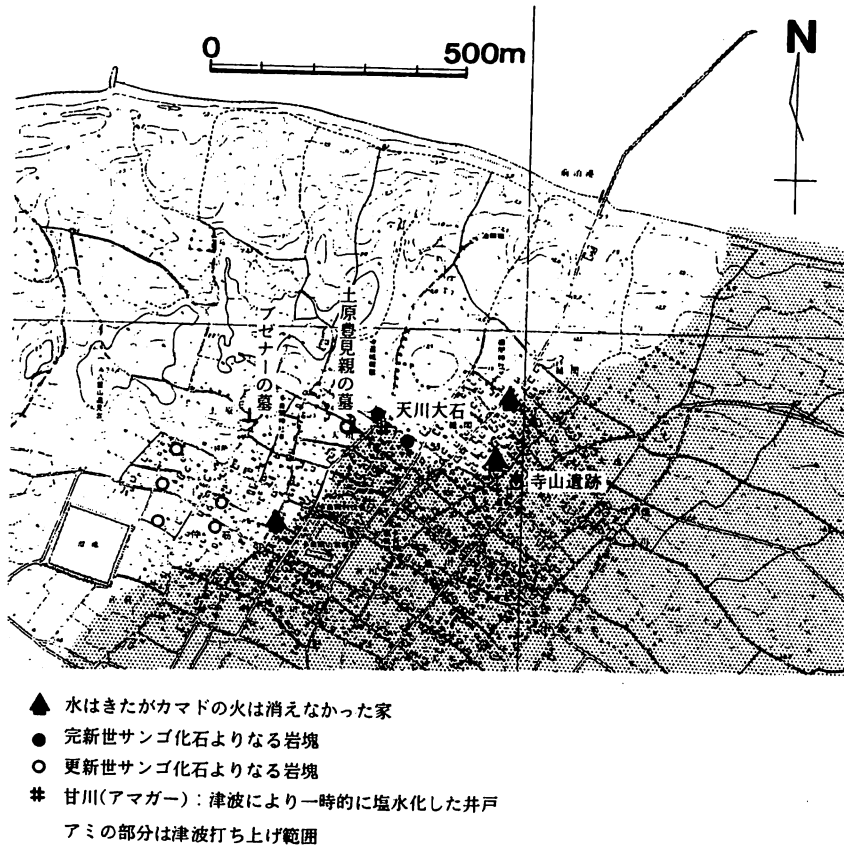 0 500m
N
土原豊見親の墓
ブゼナーの墓
天川大石
寺山遺跡
水はきたがカマドの火は消えなかった家
完新世サンゴ化石よりなる岩塊
更新世サンゴ化石よりなる岩塊
甘川(アマガー):津波により一時的に塩水化した井戸
アミの部分は津波打ち上げ範囲